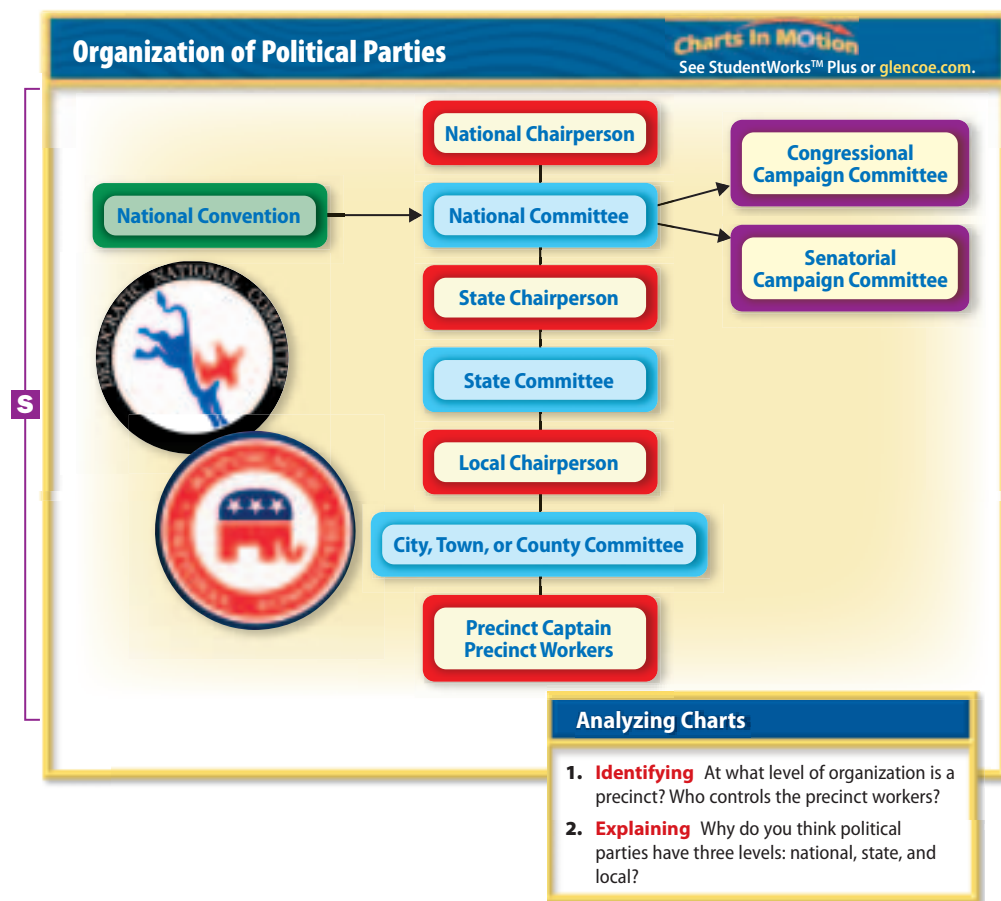 Organization of Political Parties
Charts In MOtion
See StudentWorks™ Plus or glencoe.com.
S
National Chairperson
Congressional
Campaign Committee
National Convention
National Committee
Senatorial
Campaign Committee
State Chairperson
DEMOCRATIC NATIONAL COMMITTEE
State Committee
Local Chairperson
City, Town, or County Committee
Precinct Captain
Precinct Workers
Analyzing Charts
1. Identifying At what level of organization is a
precinct? Who controls the precinct workers?
2. Explaining Why do you think political
parties have three levels: national, state, and
local?